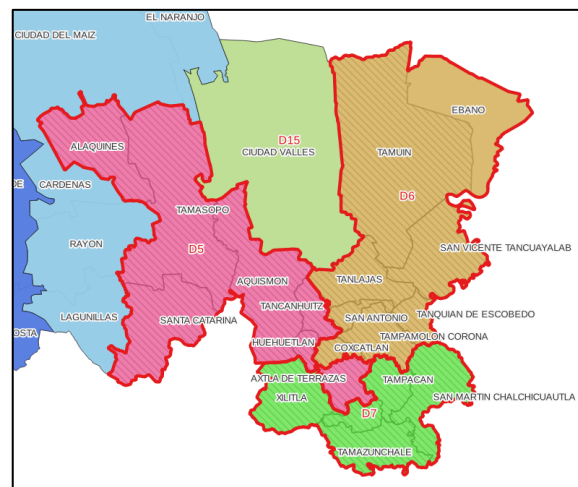 EL NARANJO
CIUDAD DEL MAIZ
EBANO
D15
ALAQUINES
CIUDAD VALLES
TAMUIN
DE
CARDENAS
D6
TAMASOPO
RAYON
D5
SAN VICENTE TANCUAYALAB
AQUISMON
TANLAJAS
TANCANHUITZ
LAGUNILLAS
SANTA CATARINA
SAN ANTONIO
TANQUIAN DE ESCOBEDO
OSTA
TAMPAMOLON CORONA
HUEHUETLAN
COXCATLAN
AXTLA DE TERRAZAS
TAMPACAN
XILITLA
SAN MARTIN CHALCHICUAUTLA
D7
TAMAZUNCHALE